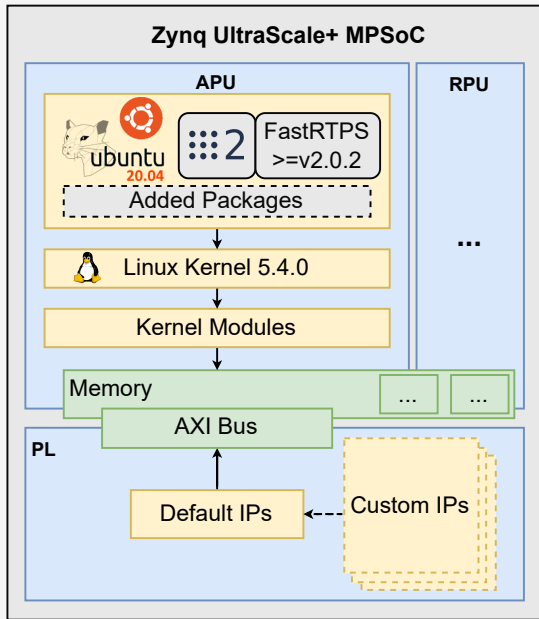 Zynq UltraScale+ MPSoC
APU
RPU
ubuntu
20.04
2
FastRTPS
>=v2.0.2
Added Packages
...
Linux Kernel 5.4.0
Kernel Modules
Memory
...
...
AXI Bus
PL
Default IPs
Custom IPs